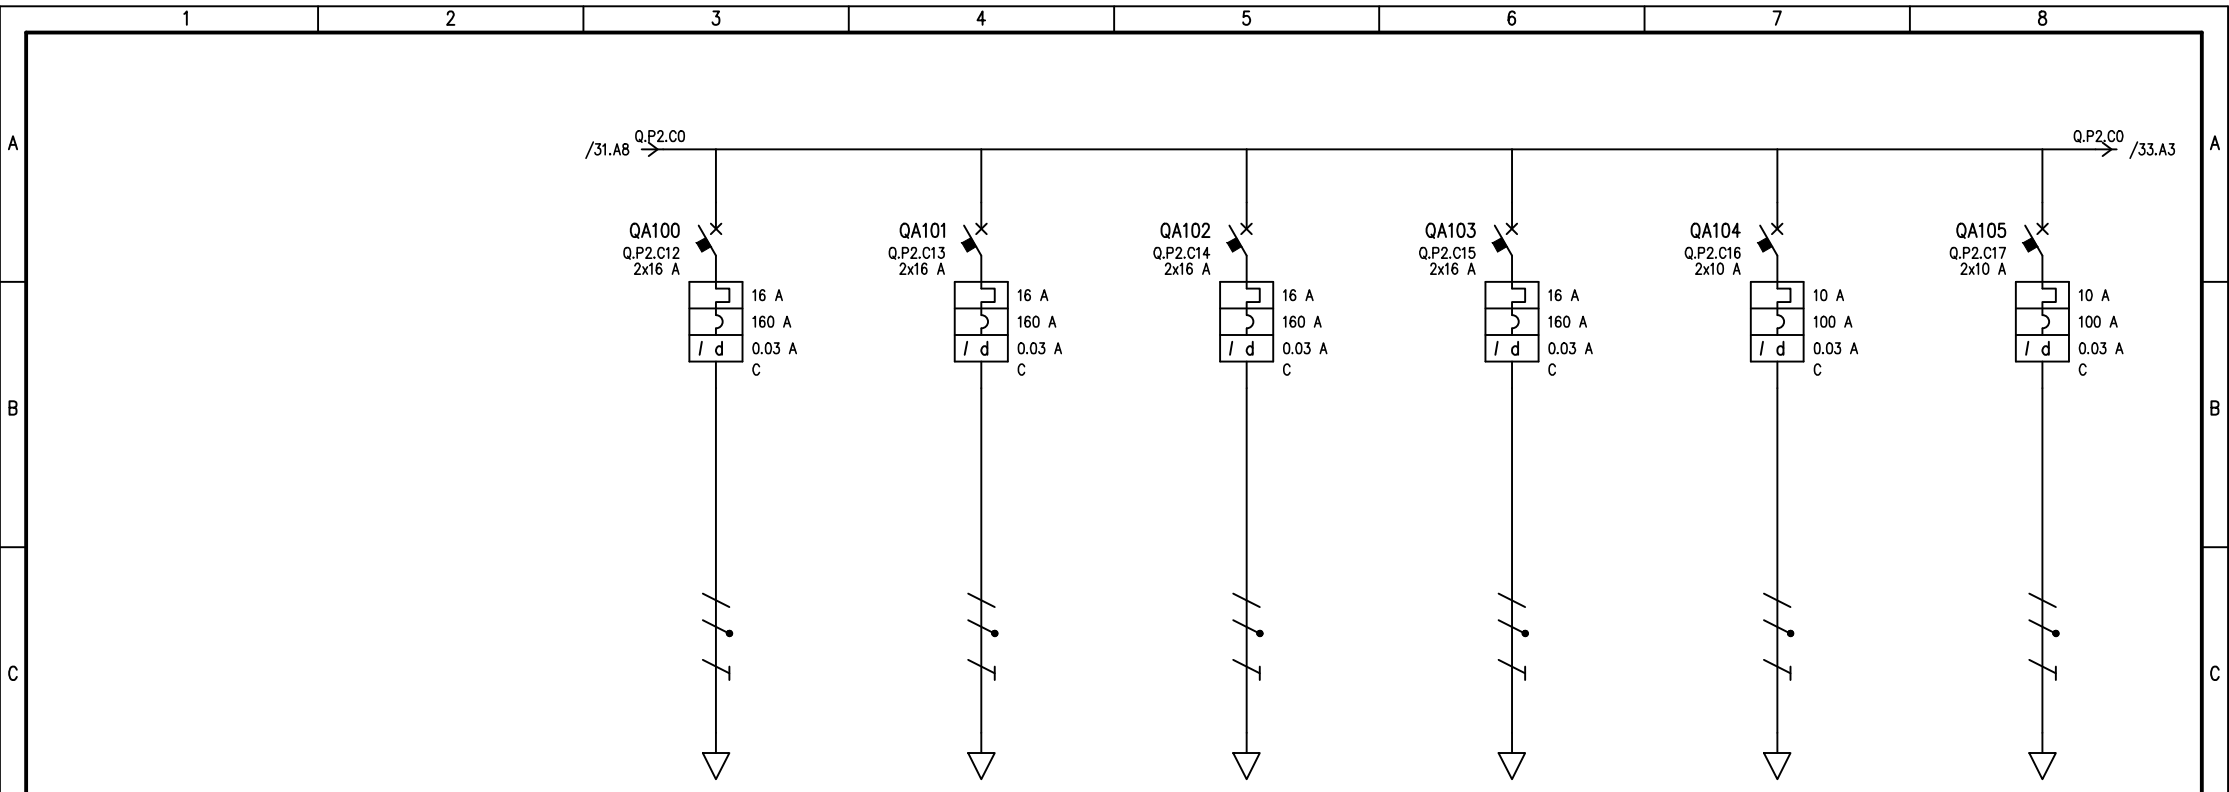 1 2 3 4 5 6 7 8
A A
Q.P2.C0 Q.P2.C0
/31.A8 /33.A3
QA100 QA101 QA102 QA103 QA104 QA105
Q.P2.C12 Q.P2.C13 Q.P2.C14 Q.P2.C15 Q.P2.C16 Q.P2.C17
2x16 A 2x16 A 2x16 A 2x16 A 2x10 A 2x10 A
16 A 16 A 16 A 16 A 10 A 10 A
160 A 160 A 160 A 160 A 100 A 100 A
I d 0.03 A I d 0.03 A I d 0.03 A I d 0.03 A I d 0.03 A I d 0.03 A
C C C C C C
B B
C C